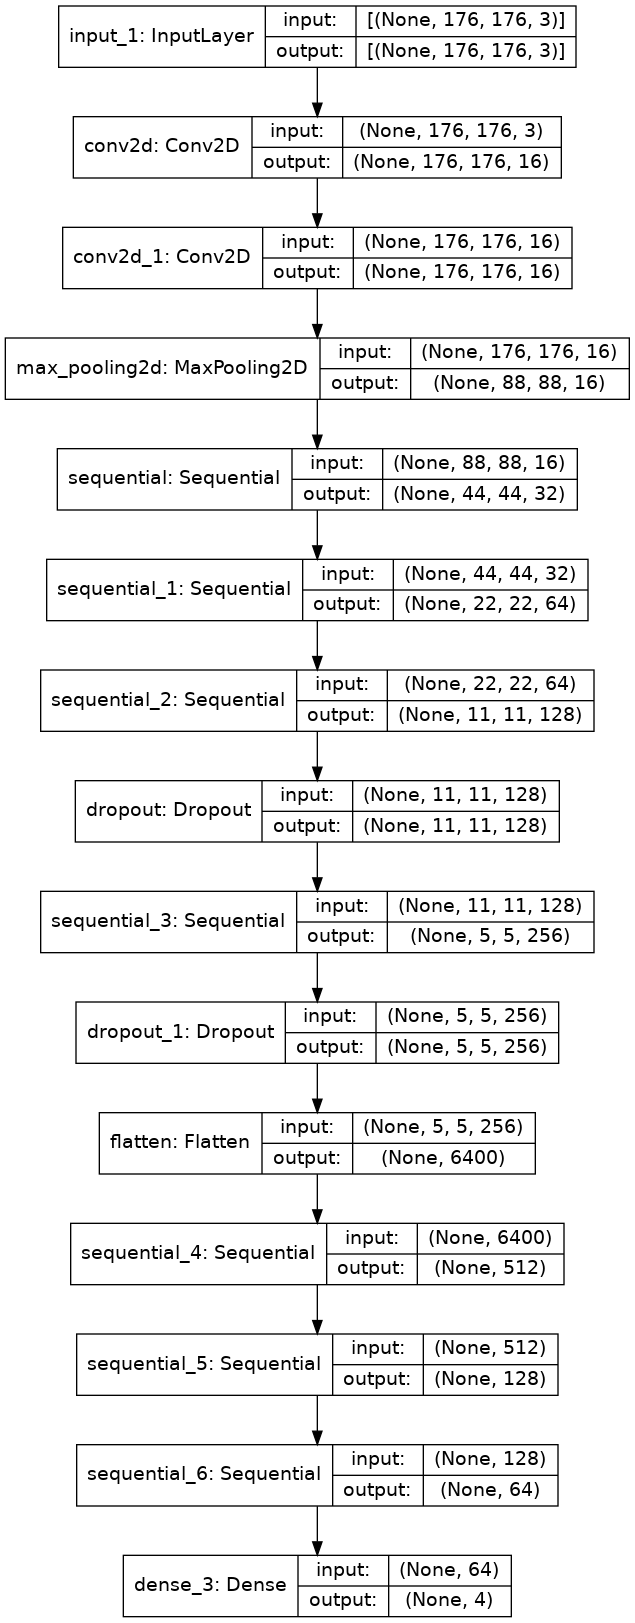 input_1: InputLayer
input: [(None, 176, 176, 3)]
output: [(None, 176, 176, 3)]
conv2d: Conv2D
input: (None, 176, 176, 3)
output: (None, 176, 176, 16)
conv2d_1: Conv2D
input: (None, 176, 176, 16)
output: (None, 176, 176, 16)
max_pooling2d: MaxPooling2D
input: (None, 176, 176, 16)
output: (None, 88, 88, 16)
sequential: Sequential
input: (None, 88, 88, 16)
output: (None, 44, 44, 32)
sequential_1: Sequential
input: (None, 44, 44, 32)
output: (None, 22, 22, 64)
sequential_2: Sequential
input: (None, 22, 22, 64)
output: (None, 11, 11, 128)
dropout: Dropout
input: (None, 11, 11, 128)
output: (None, 11, 11, 128)
sequential_3: Sequential
input: (None, 11, 11, 128)
output: (None, 5, 5, 256)
dropout_1: Dropout
input: (None, 5, 5, 256)
output: (None, 5, 5, 256)
flatten: Flatten
input: (None, 5, 5, 256)
output: (None, 6400)
sequential_4: Sequential
input: (None, 6400)
output: (None, 512)
sequential_5: Sequential
input: (None, 512)
output: (None, 128)
sequential_6: Sequential
input: (None, 128)
output: (None, 64)
dense_3: Dense
input: (None, 64)
output: (None, 4)